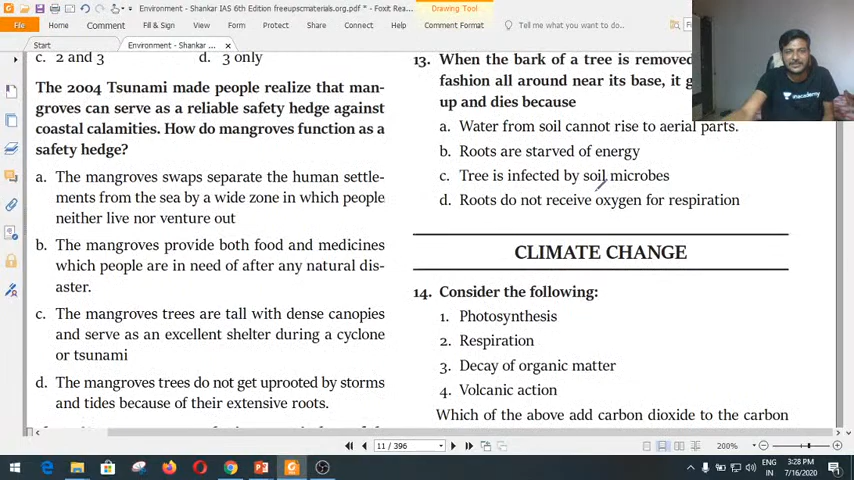 Environment - Shankar IAS 6th Edition freeupscmaterials.org.pdf * - Foxit Rea...
Drawing Tool
File
Home
Comment
Fill & Sign
Protect
Share
View
Form
Organize
Help
Extras
Comment Format
Tell me what you want to do...
Start
Environment - Shankar ...
c. 2 and 3
d. 3 only
The 2004 Tsunami made people realize that man-
groves can serve as a reliable safety hedge against
coastal calamities. How do mangroves function as a
safety hedge?
a. The mangroves swaps separate the human settle-
ments from the sea by a wide zone in which people
neither live nor venture out
b. The mangroves provide both food and medicines
which people are in need of after any natural dis-
aster.
c. The mangroves trees are tall with dense canopies
and serve as an excellent shelter during a cyclone
or tsunami
d. The mangroves trees do not get uprooted by storms
and tides because of their extensive roots.
13. When the bark of a tree is removed
fashion all around near its base, it g
up and dies because
a. Water from soil cannot rise to aerial parts.
b. Roots are starved of energy
c. Tree is infected by soil microbes
d. Roots do not receive oxygen for respiration
CLIMATE CHANGE
14. Consider the following:
1. Photosynthesis
2. Respiration
3. Decay of organic matter
4. Volcanic action
Which of the above add carbon dioxide to the carbon
unacademy
11 / 396
200%
ENG
IN
3:28 PM
7/16/2020